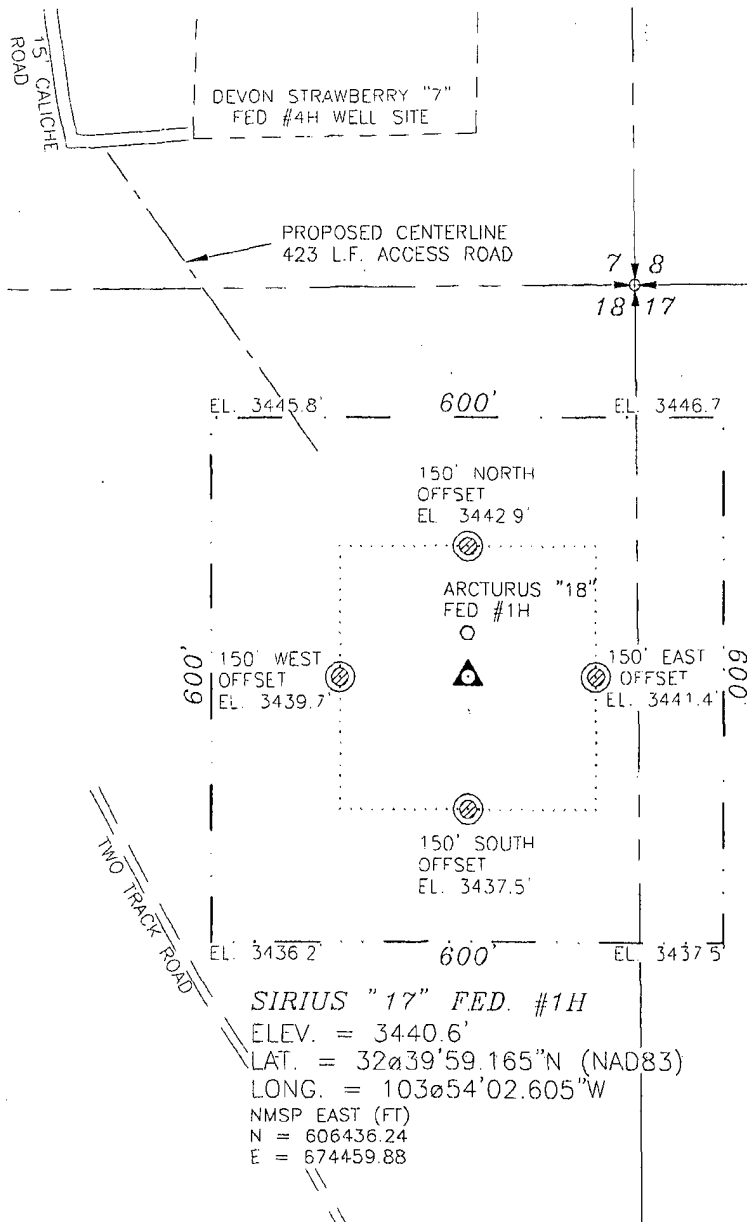 15' CALICHE
ROAD
DEVON STRAWBERRY "7"
FED #4H WELL SITE
PROPOSED CENTERLINE
423 L.F. ACCESS ROAD
7 8
18 17
EL. 3445.8'
600'
EL. 3446.7
150' NORTH
OFFSET
EL 3442 9'
ARCTURUS "18"
FED #1H
600'
150' WEST
OFFSET
EL. 3439.7'
150' EAST
OFFSET
EL. 3441.4'
600'
150' SOUTH
OFFSET
EL. 3437.5'
TWO TRACK ROAD
EL. 3436 2'
600'
EL. 3437 5'
SIRIUS "17" FED. #1H
ELEV. = 3440.6'
LAT. = 32ø39'59.165"N (NAD83)
LONG. = 103ø54'02.605"W
NMSP EAST (FT)
N = 606436.24
E = 674459.88